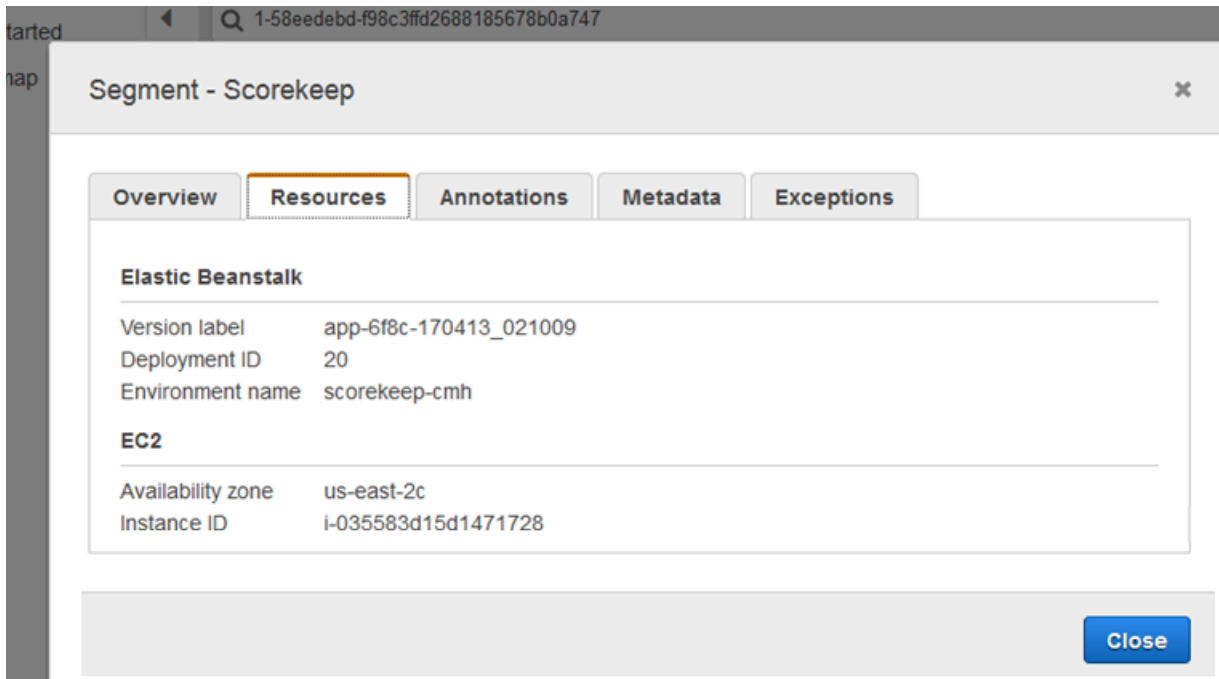 tarted
1-58eedebd-f98c3ffd2688185678b0a747
Segment - Scorekeep
×
Overview Resources Annotations Metadata Exceptions
Elastic Beanstalk
Version label app-6f8c-170413_021009
Deployment ID 20
Environment name scorekeep-cmh
EC2
Availability zone us-east-2c
Instance ID i-035583d15d1471728
Close